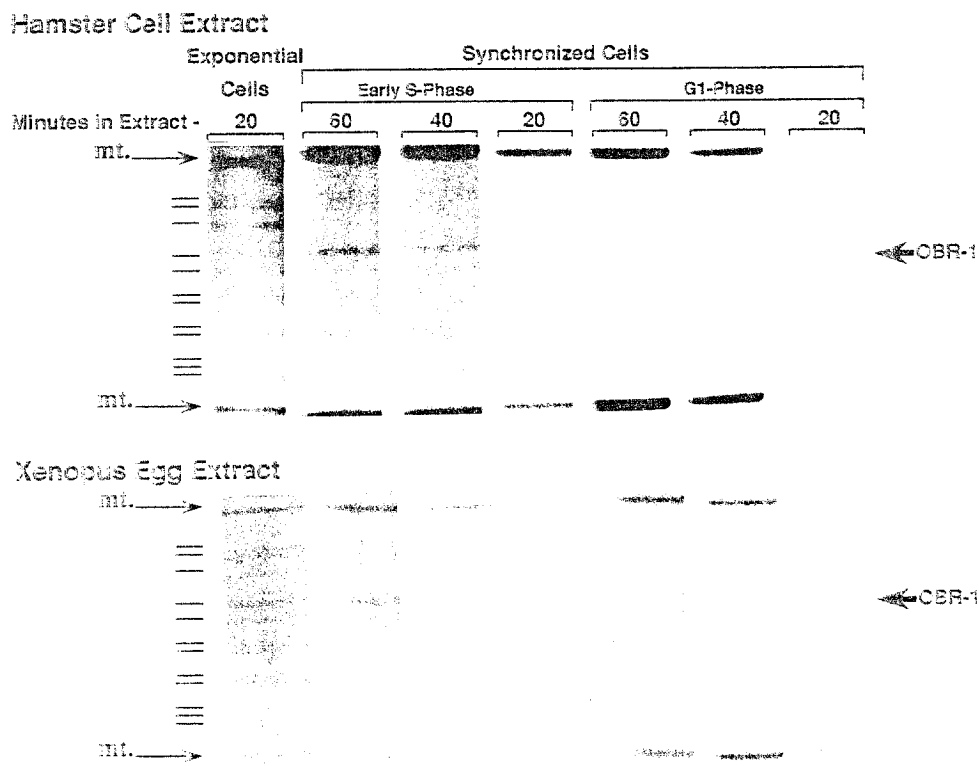 Hamster Cell Extract
Exponential Cells
Synchronized Cells
Early S-Phase
G1-Phase
Minutes in Extract -
20
60
40
20
60
40
20
mt.
OBR-1
mt.
Xenopus Egg Extract
mt.
OBR-1
mt.